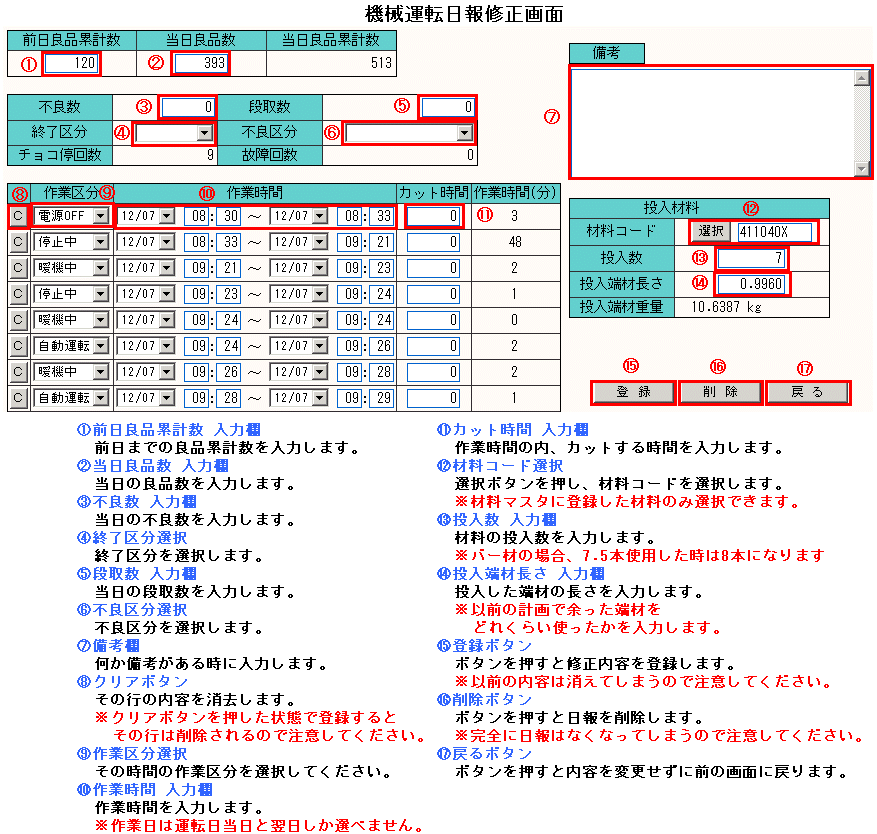 機械運転日報修正画面
前日良品累計数 当日良品数 当日良品累計数
① 120 ② 393 513
備考
⑦
不良数 ③ 0 段取数 ⑤ 0
終了区分 ④ 不良区分 ⑥
チョコ停回数 9 故障回数 0
⑧ 作業区分⑨ ⑩ 作業時間 カット時間 作業時間(分)
C 電源OFF 12/07 08:30 ～ 12/07 08:33 0 ⑪ 3
C 停止中 12/07 08:33 ～ 12/07 09:21 0 48
C 暖機中 12/07 09:21 ～ 12/07 09:23 0 2
C 停止中 12/07 09:23 ～ 12/07 09:24 0 1
C 暖機中 12/07 09:24 ～ 12/07 09:24 0 0
C 自動運転 12/07 09:24 ～ 12/07 09:26 0 2
C 暖機中 12/07 09:26 ～ 12/07 09:28 0 2
C 自動運転 12/07 09:28 ～ 12/07 09:29 0 1
投入材料 ⑫
材料コード 選択 411040X
投入数 ⑬ 7
投入端材長さ ⑭ 0.9960
投入端材重量 10.6387 kg
⑮ ⑯ ⑰
登 録 削 除 戻 る
①前日良品累計数 入力欄
前日までの良品累計数を入力します。
②当日良品数 入力欄
当日の良品数を入力します。
③不良数 入力欄
当日の不良数を入力します。
④終了区分選択
終了区分を選択します。
⑤段取数 入力欄
当日の段取数を入力します。
⑥不良区分選択
不良区分を選択します。
⑦備考欄
何か備考がある時に入力します。
⑧クリアボタン
その行の内容を消去します。
※クリアボタンを押した状態で登録すると
その行は削除されるので注意してください。
⑨作業区分選択
その時間の作業区分を選択してください。
⑩作業時間 入力欄
作業時間を入力します。
※作業日は運転日当日と翌日しか選べません。
⑪カット時間 入力欄
作業時間の内、カットする時間を入力します。
⑫材料コード選択
選択ボタンを押し、材料コードを選択します。
※材料マスタに登録した材料のみ選択できます。
⑬投入数 入力欄
材料の投入数を入力します。
※バー材の場合、7.5本使用した時は8本になります
⑭投入端材長さ 入力欄
投入した端材の長さを入力します。
※以前の計画で余った端材を
どれくらい使ったかを入力します。
⑮登録ボタン
ボタンを押すと修正内容を登録します。
※以前の内容は消えてしまうので注意してください。
⑯削除ボタン
ボタンを押すと日報を削除します。
※完全に日報はなくなってしまうので注意してください。
⑰戻るボタン
ボタンを押すと内容を変更せずに前の画面に戻ります。